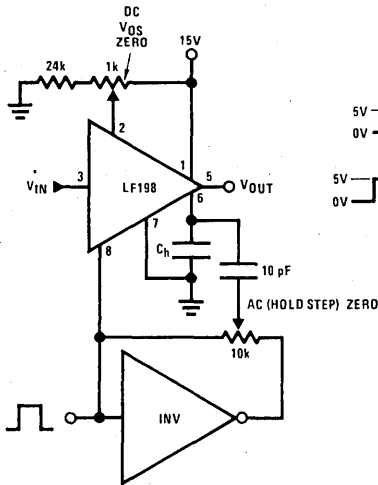 DC
VOS
ZERO
15V
24k
1k
2
5V
0V
3
1
5
VIN
LF198
VOUT
6
5V
0V
7
8
Ch
10 pF
AC (HOLD STEP) ZERO
10k
INV